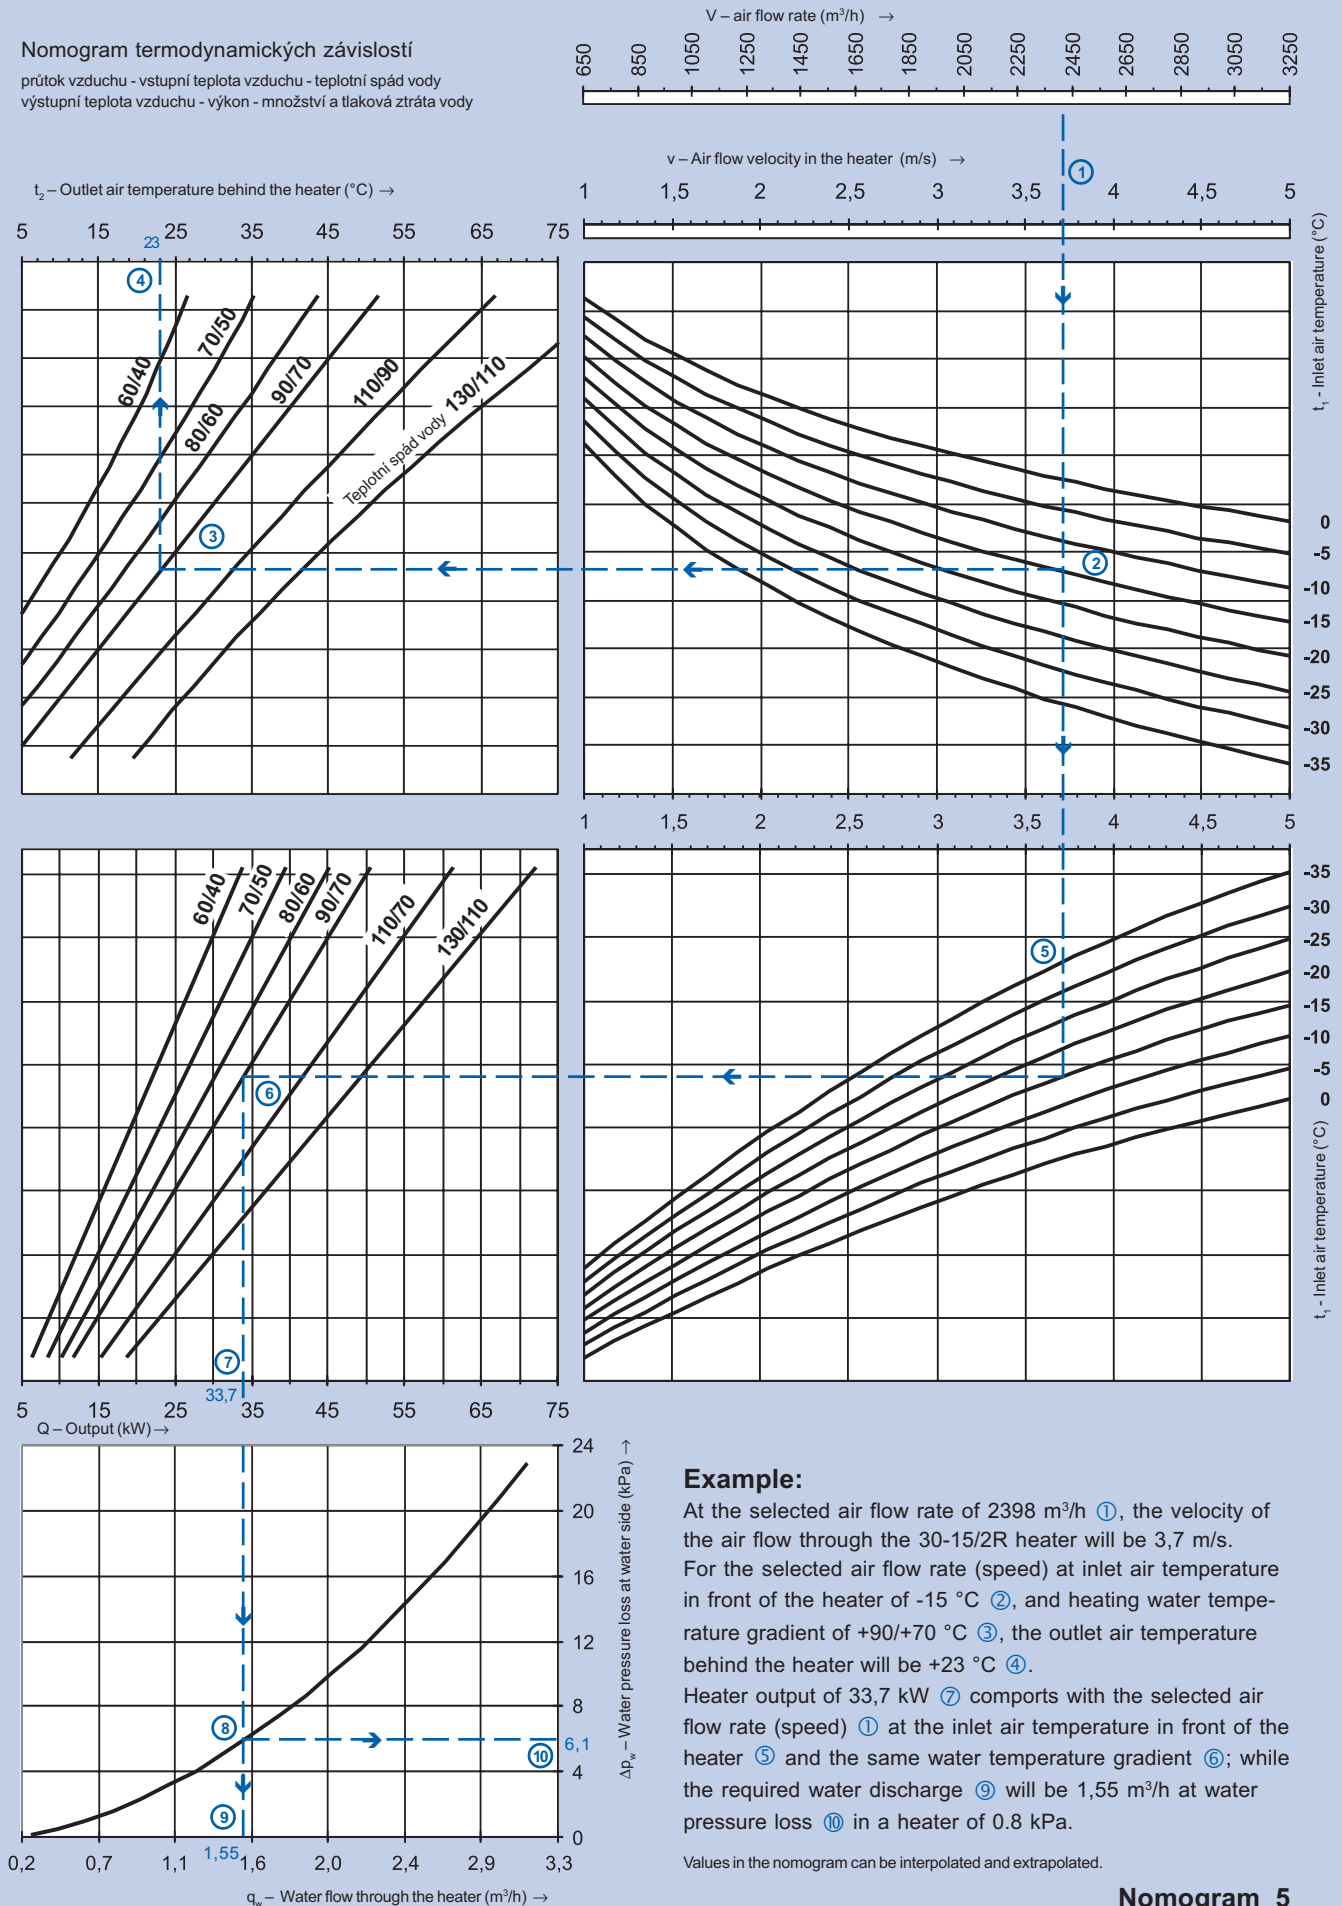 V – air flow rate (m³/h) →
650 850 1050 1250 1450 1650 1850 2050 2250 2450 2650 2850 3050 3250
Nomogram termodynamických závislostí
průtok vzduchu - vstupní teplota vzduchu - teplotní spád vody
výstupní teplota vzduchu - výkon - množství a tlaková ztráta vody
v – Air flow velocity in the heater (m/s) →
1
t₂ – Outlet air temperature behind the heater (°C) →
1 1,5 2 2,5 3 3,5 4 4,5 5
5 15 25 35 45 55 65 75
23
4
60/40
70/50
80/60
90/70
110/90
130/110
Teplotní spád vody
3
2
t₁ - Inlet air temperature (°C)
0
-5
-10
-15
-20
-25
-30
-35
1 1,5 2 2,5 3 3,5 4 4,5 5
60/40
70/50
80/60
90/70
110/70
130/110
6
7
5
-35
-30
-25
-20
-15
-10
-5
0
t₁ - Inlet air temperature (°C)
33,7
5 15 25 35 45 55 65 75
Q – Output (kW) →
24
20
16
12
8
6,1
4
0
Δp_w – Water pressure loss at water side (kPa) →
8
10
9
1,55
0,2 0,7 1,1 1,6 2,0 2,4 2,9 3,3
q_w – Water flow through the heater (m³/h) →
Example:
At the selected air flow rate of 2398 m³/h ①, the velocity of
the air flow through the 30-15/2R heater will be 3,7 m/s.
For the selected air flow rate (speed) at inlet air temperature
in front of the heater of -15 °C ②, and heating water tempe-
rature gradient of +90/+70 °C ③, the outlet air temperature
behind the heater will be +23 °C ④.
Heater output of 33,7 kW ⑦ comports with the selected air
flow rate (speed) ① at the inlet air temperature in front of the
heater ⑤ and the same water temperature gradient ⑥; while
the required water discharge ⑨ will be 1,55 m³/h at water
pressure loss ⑩ in a heater of 0.8 kPa.
Values in the nomogram can be interpolated and extrapolated.
Nomogram 5